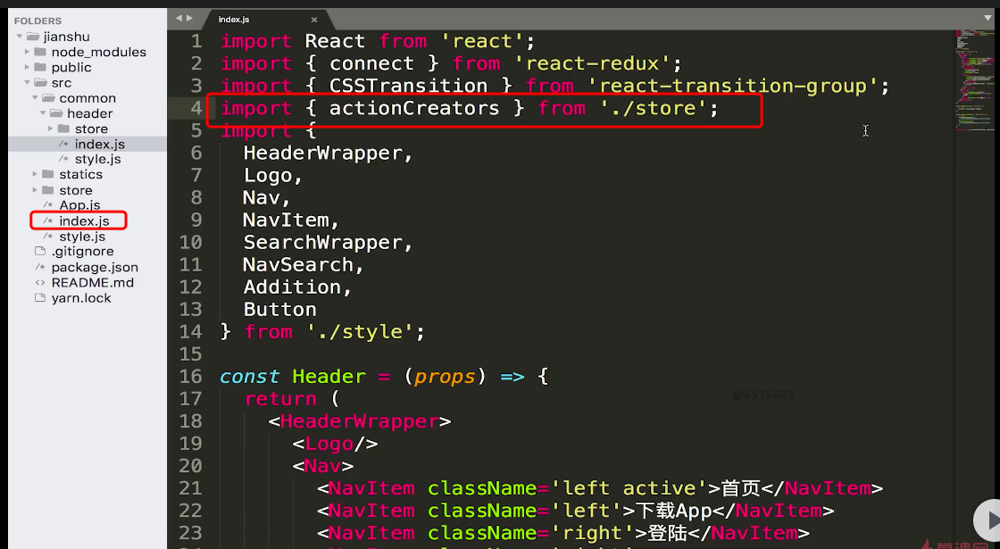 FOLDERS
jianshu
node_modules
public
src
common
header
store
index.js
style.js
statics
store
App.js
index.js
style.js
.gitignore
package.json
README.md
yarn.lock
index.js
1 import React from 'react';
2 import { connect } from 'react-redux';
3 import { CSSTransition } from 'react-transition-group';
4 import { actionCreators } from './store';
5 import {
6 HeaderWrapper,
7 Logo,
8 Nav,
9 NavItem,
10 SearchWrapper,
11 NavSearch,
12 Addition,
13 Button
14 } from './style';
15
16 const Header = (props) => {
17 return (
18 <HeaderWrapper>
19 <Logo/>
20 <Nav>
21 <NavItem className='left active'>首页</NavItem>
22 <NavItem className='left'>下载App</NavItem>
23 <NavItem className='right'>登陆</NavItem>
@6535683